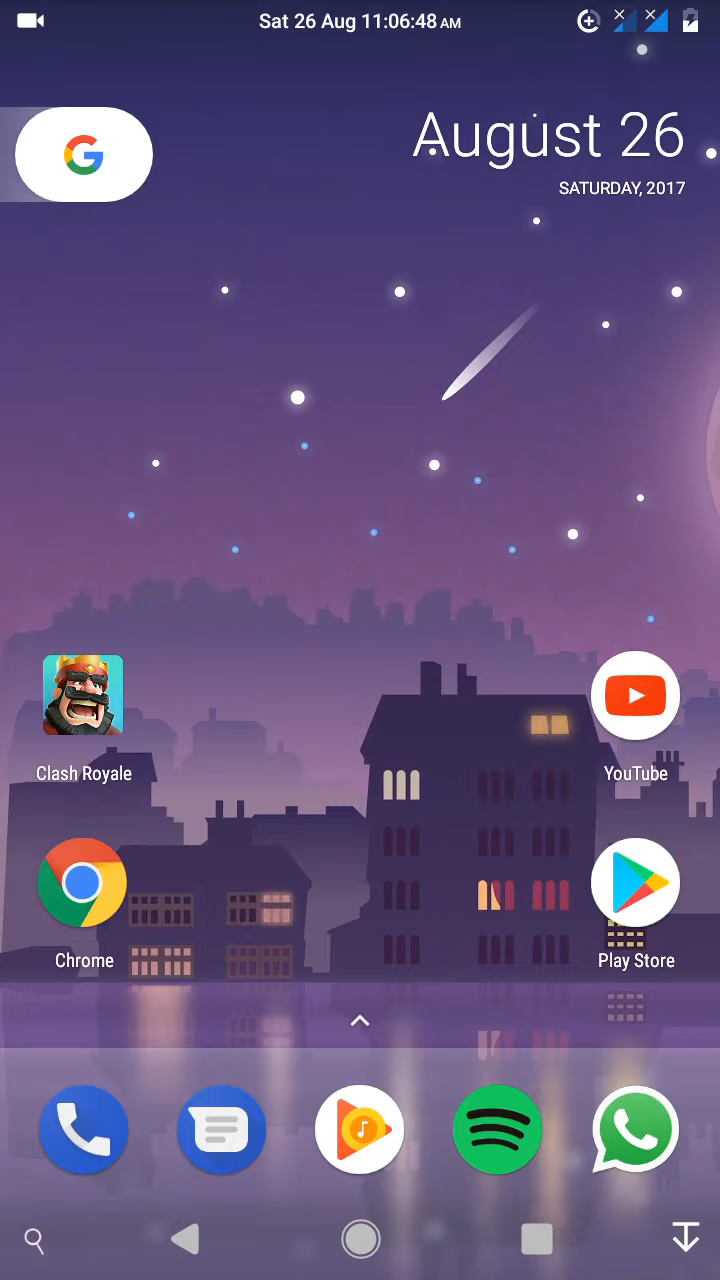 Sat 26 Aug 11:06:48 AM
G
August 26
SATURDAY, 2017
Clash Royale
YouTube
Chrome
Play Store